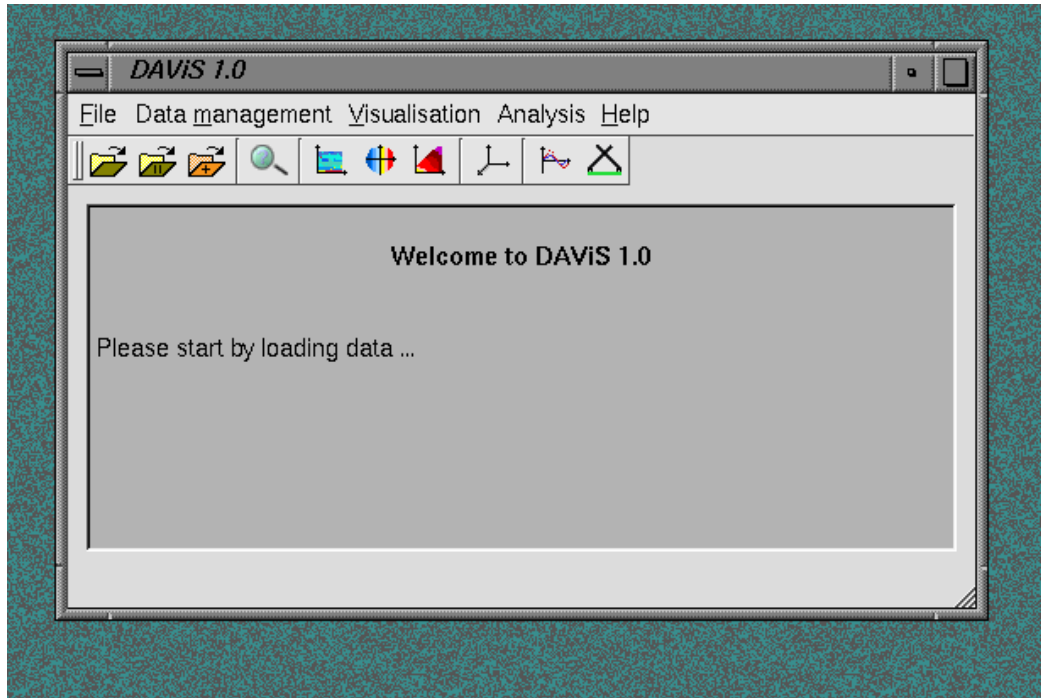 DAViS 1.0
File Data management Visualisation Analysis Help
Welcome to DAViS 1.0
Please start by loading data ...